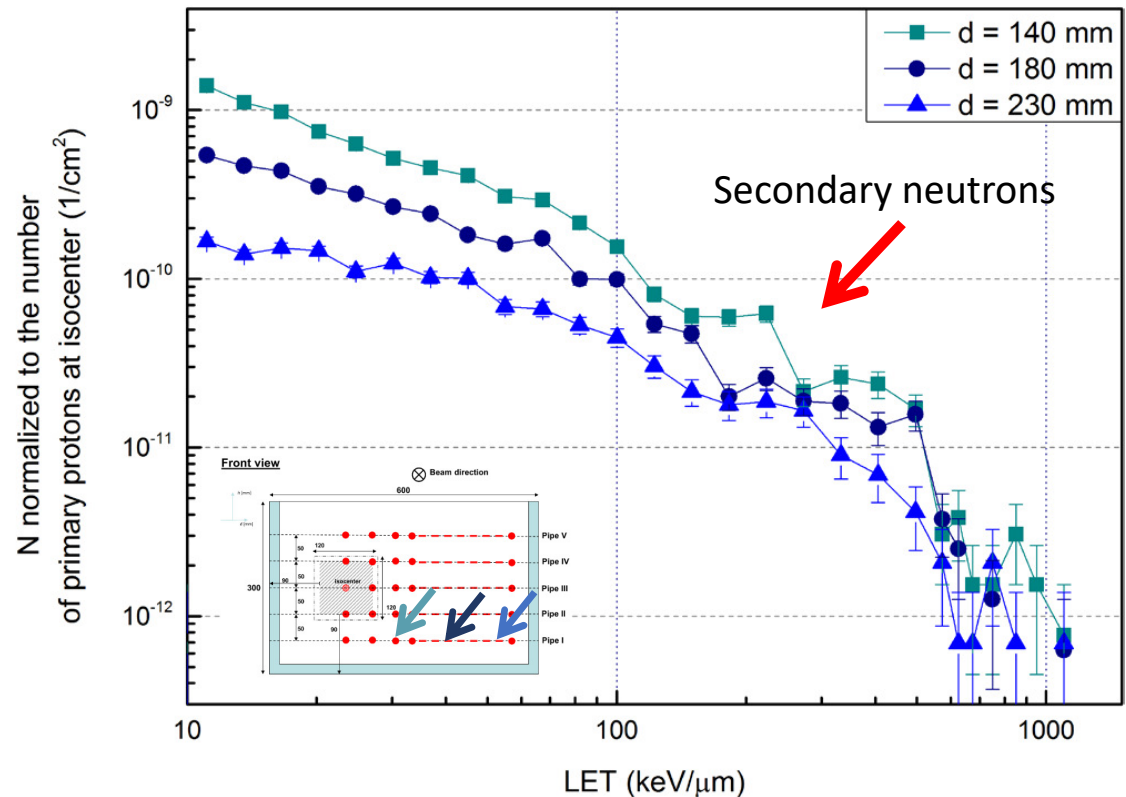 d = 140 mm
d = 180 mm
d = 230 mm
Secondary neutrons
N normalized to the number
of primary protons at isocenter (1/cm²)
10⁻⁹
10⁻¹⁰
10⁻¹¹
10⁻¹²
Front view
Beam direction
600
Pipe V
50
120
Pipe IV
50
90
Isocenter
300
Pipe III
50
120
Pipe II
50
90
Pipe I
10
100
1000
LET (keV/μm)